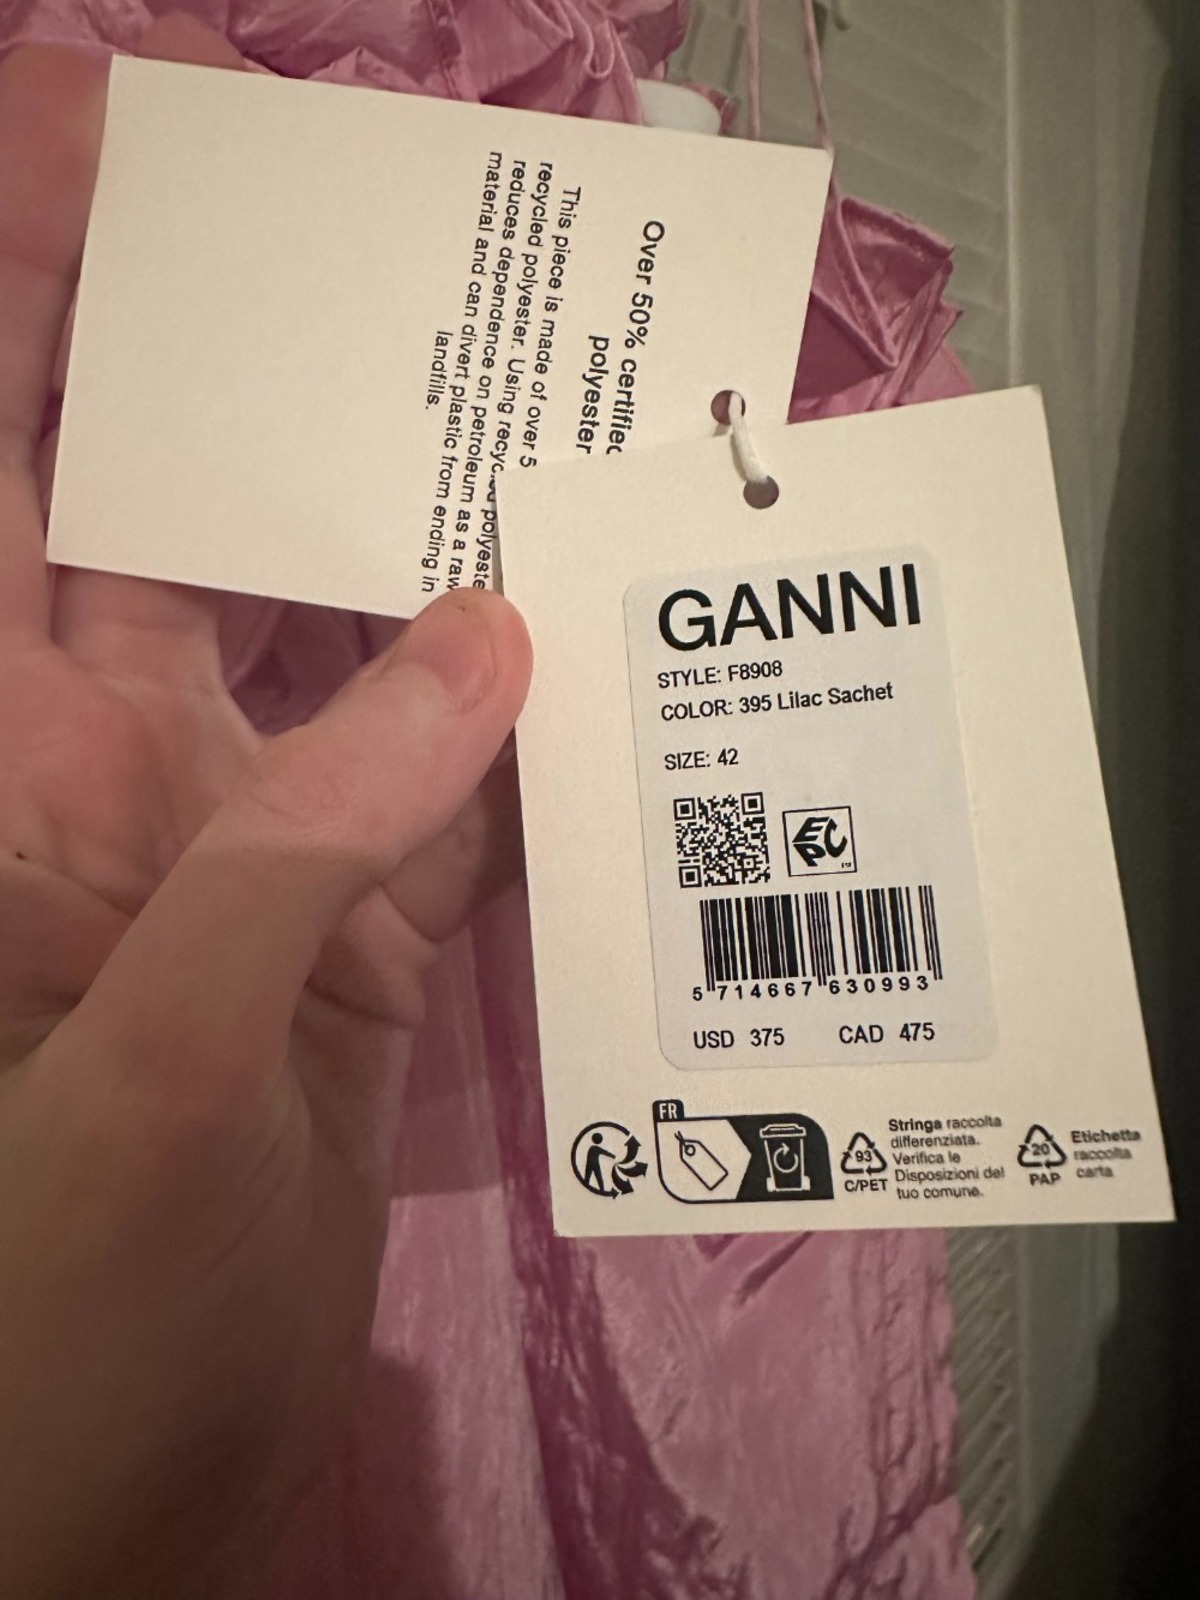 Over 50% certified
polyester
This piece is made of over 5
recycled polyester. Using recycled polyeste
reduces dependence on petroleum as a raw
material and can divert plastic from ending in
landfills.
GANNI
STYLE: F8908
COLOR: 395 Lilac Sachet
SIZE: 42
EPC
5 714667 630993
USD 375 CAD 475
FR
93
C/PET
Stringa raccolta
differenziata.
Verifica le
Disposizioni del
tuo comune.
20
PAP
Etichetta
raccolta
carta